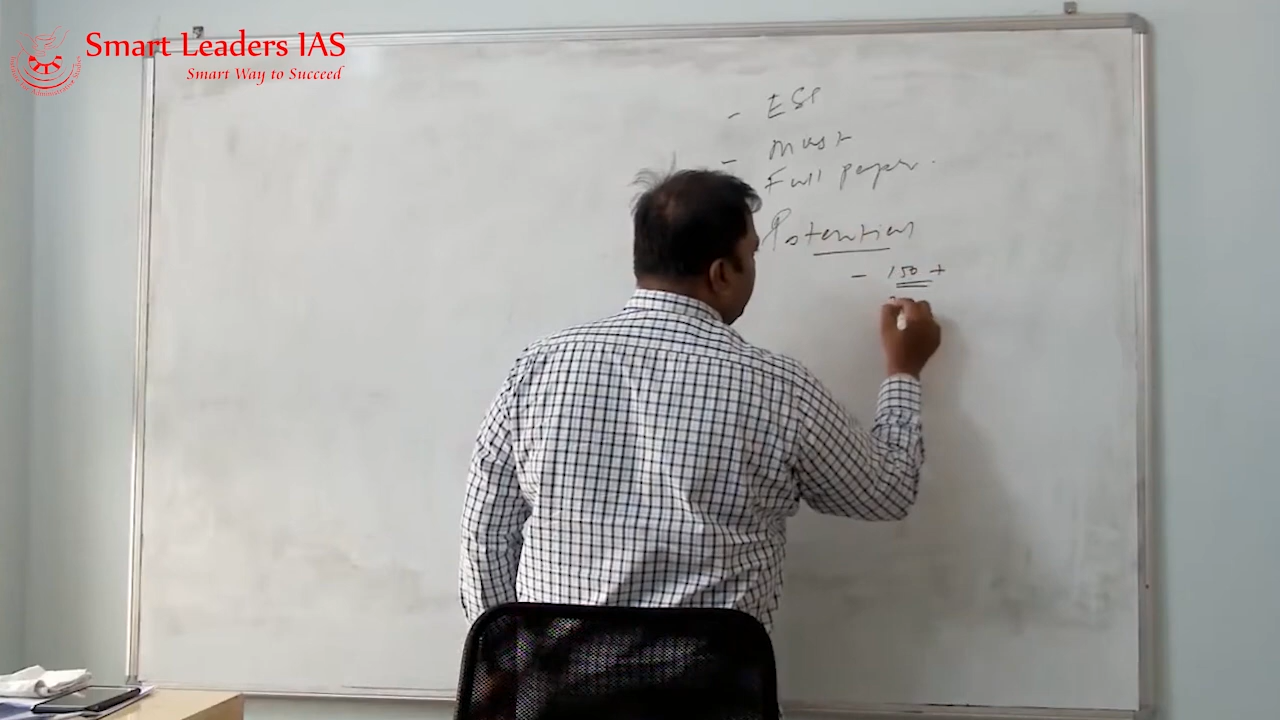 Smart Leaders IAS
Smart Way to Succeed
- ESP
- Must
Full paper.
Potential
- 150 +